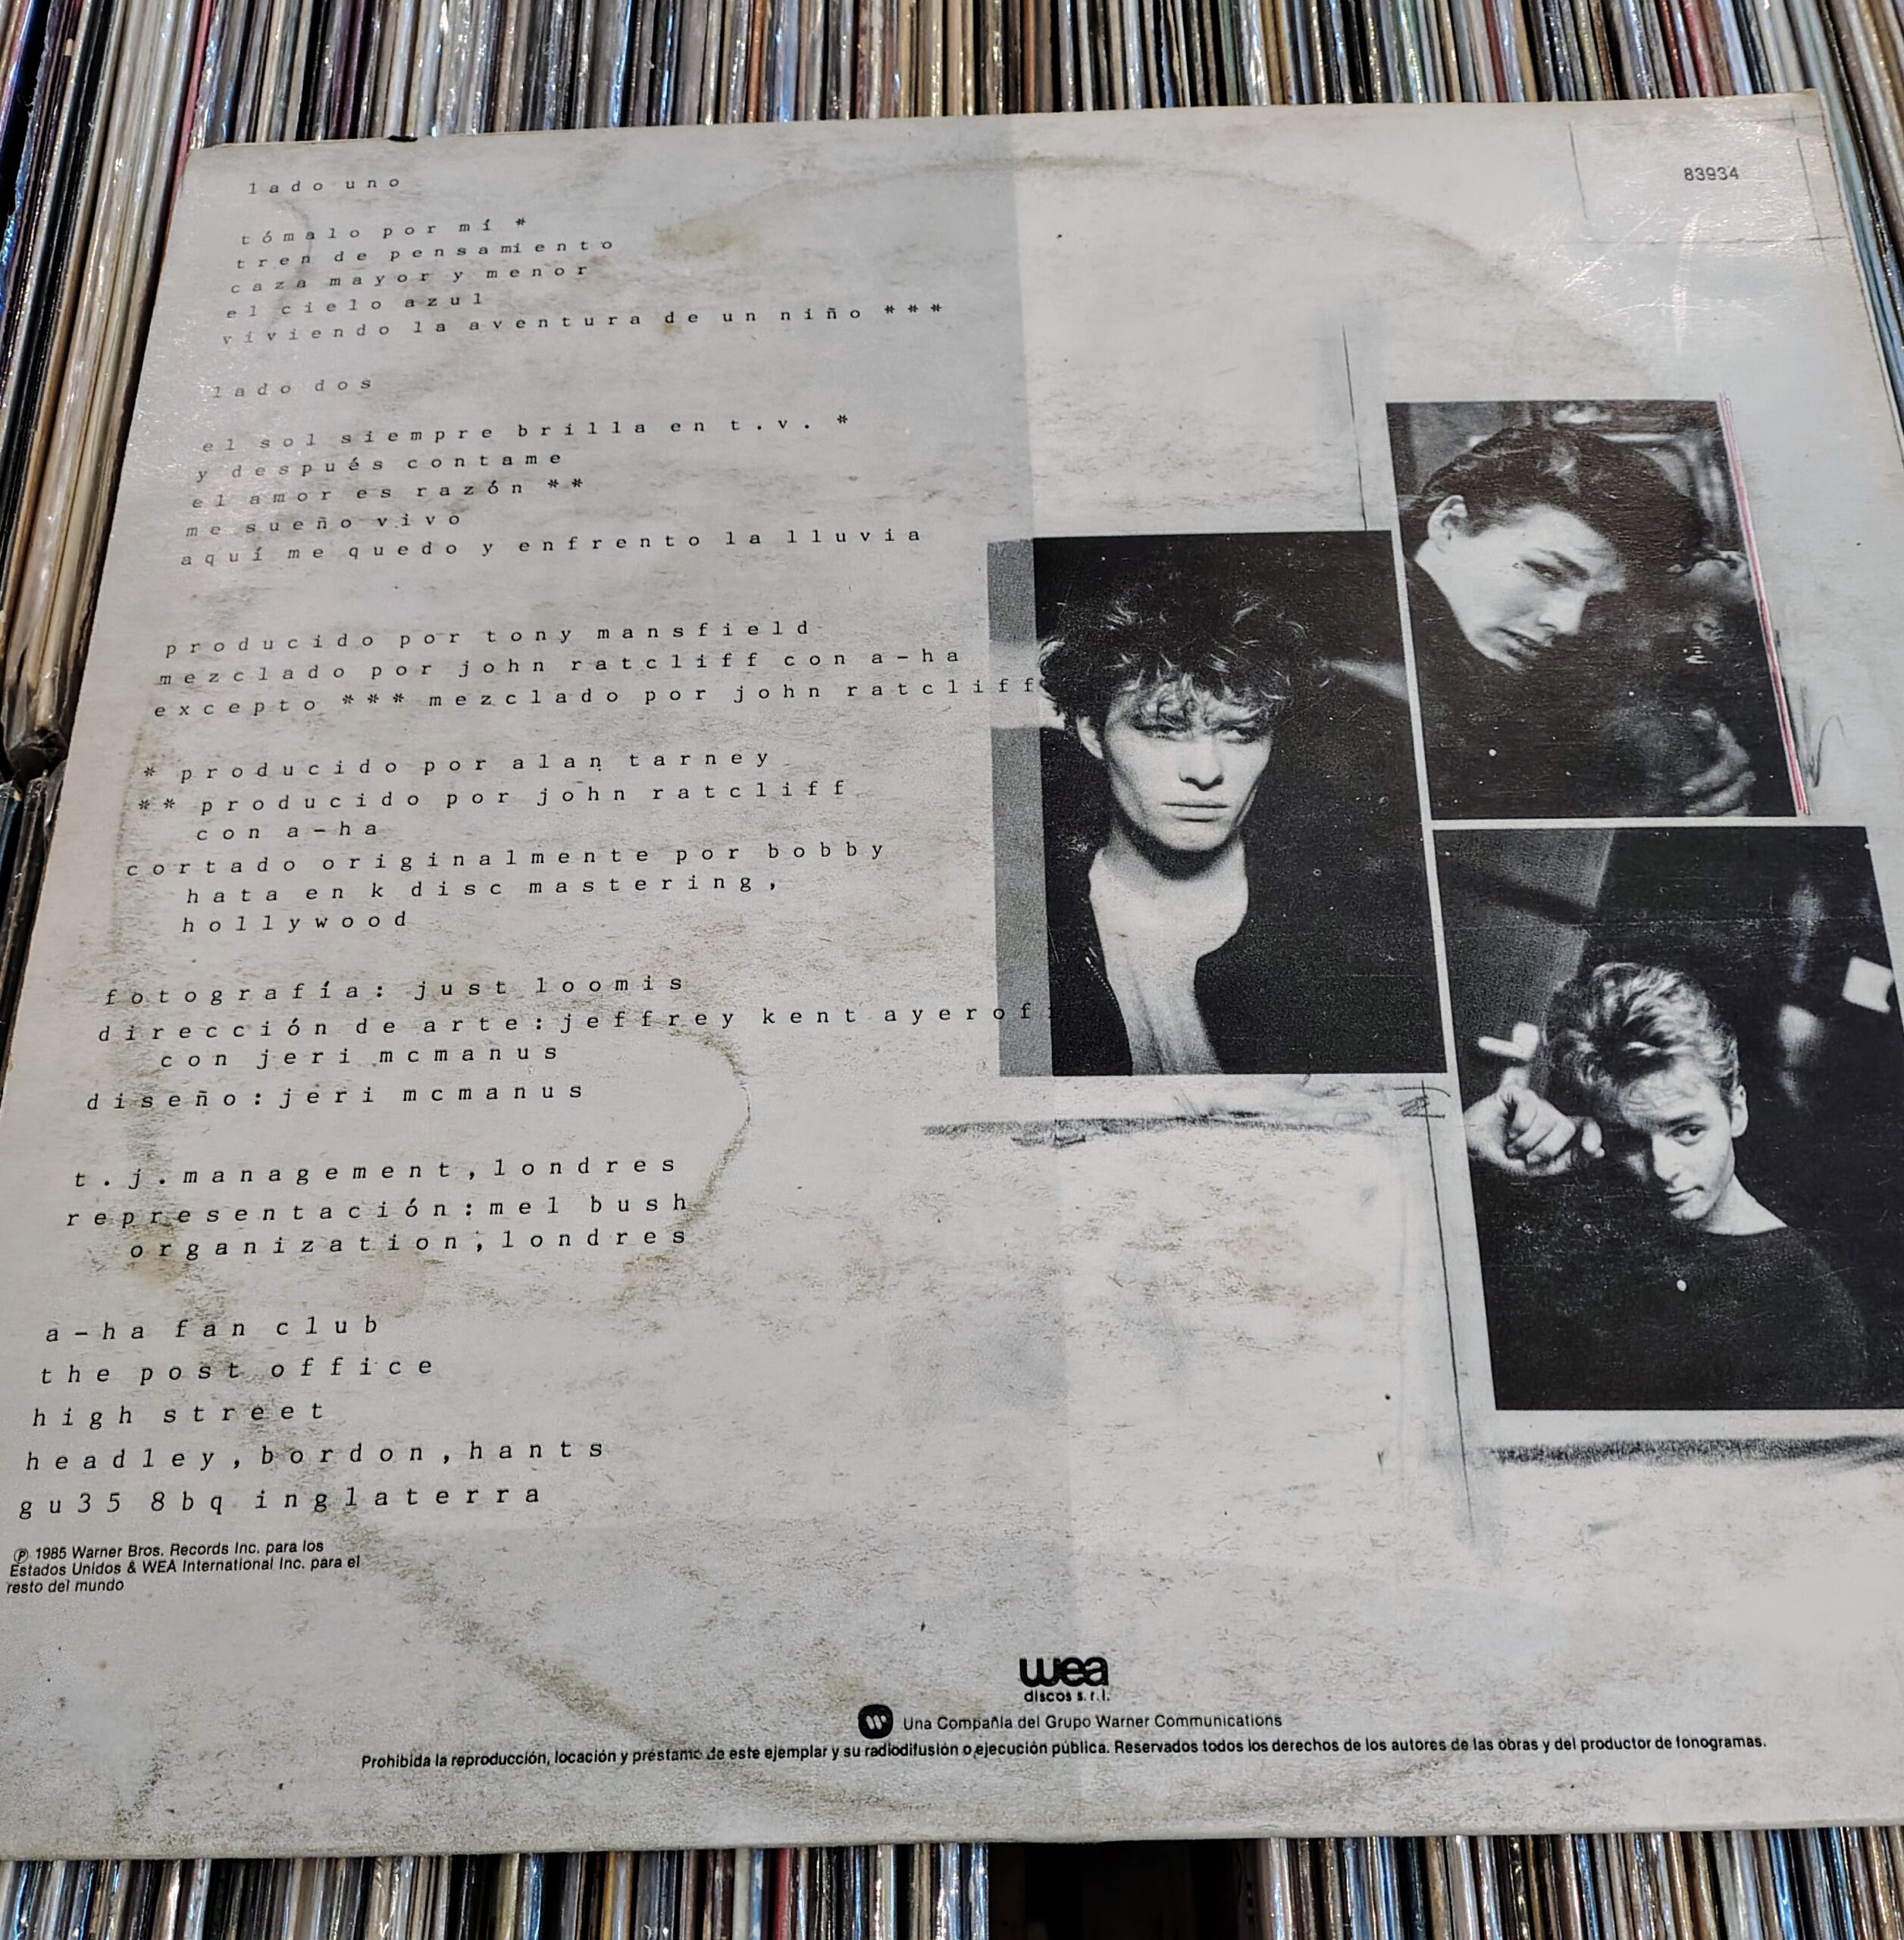 83934
lado uno
tómalo por mí *
tren de pensamiento
caza mayor y menor
el cielo azul
viviendo la aventura de un niño ***
lado dos
el sol siempre brilla en t.v. *
y después contame
el amor es razón **
me sueño vivo
aquí me quedo y enfrento la lluvia
producido por tony mansfield
mezclado por john ratcliff con a-ha
excepto *** mezclado por john ratcliff
* producido por alan tarney
** producido por john ratcliff
con a-ha
cortado originalmente por bobby
hata en k disc mastering,
hollywood
fotografía: just loomis
dirección de arte:jeffrey kent ayerof
con jeri mcmanus
diseño:jeri mcmanus
t.j.management,londres
representación:mel bush
organization,londres
a-ha fan club
the post office
high street
headley,bordon,hants
gu35 8bq inglaterra
℗ 1985 Warner Bros. Records Inc. para los
Estados Unidos & WEA International Inc. para el
resto del mundo
wea
discos s.r.l.
Una Compañía del Grupo Warner Communications
Prohibida la reproducción, locación y préstamo de este ejemplar y su radiodifusión o ejecución pública. Reservados todos los derechos de los autores de las obras y del productor de fonogramas.